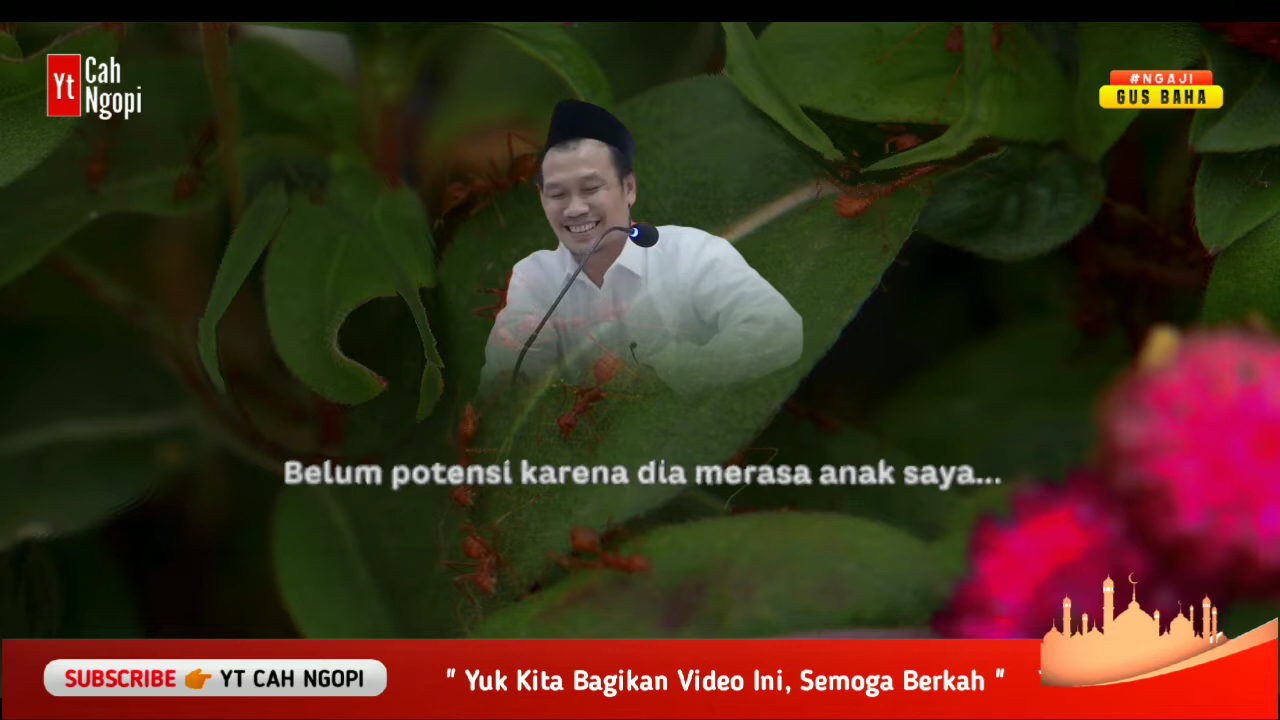 Yt
Cah
Ngopi
#NGAJI
GUS BAHA
Belum potensi karena dia merasa anak saya...
SUBSCRIBE YT CAH NGOPI
" Yuk Kita Bagikan Video Ini, Semoga Berkah "